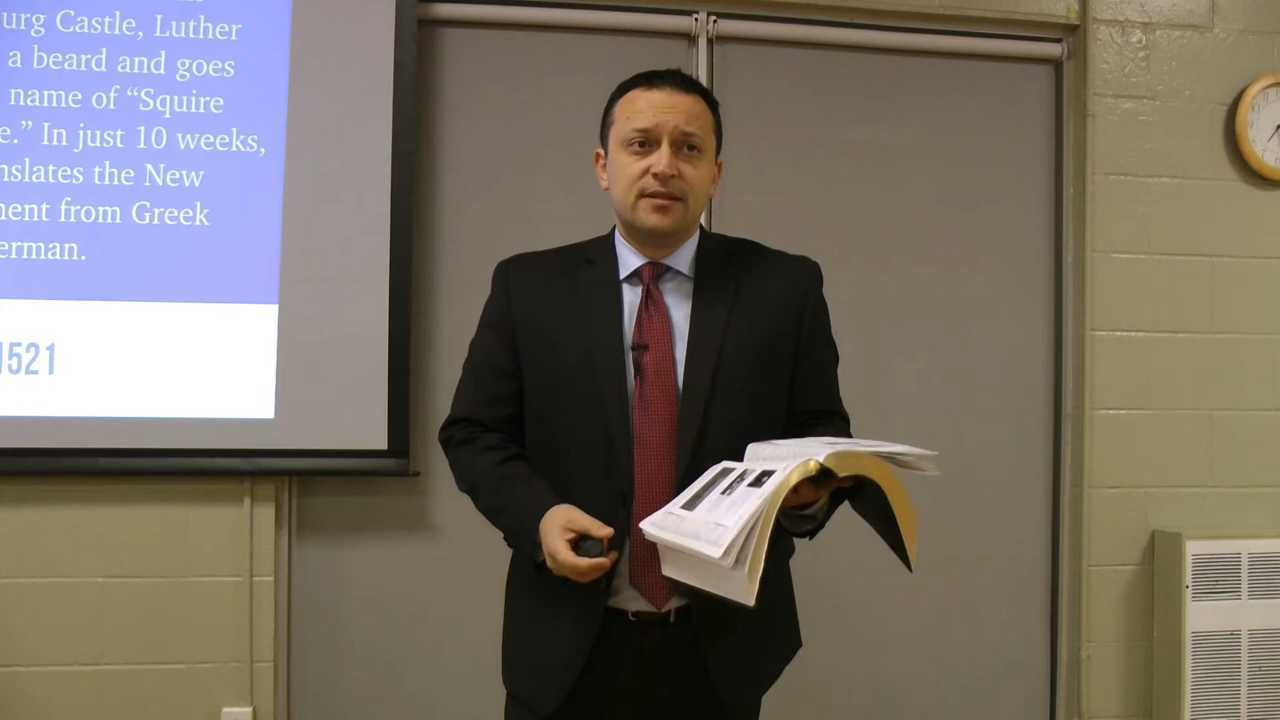 urg Castle, Luther
a beard and goes
name of “Squire
e.” In just 10 weeks,
nslates the New
nent from Greek
erman.
1521